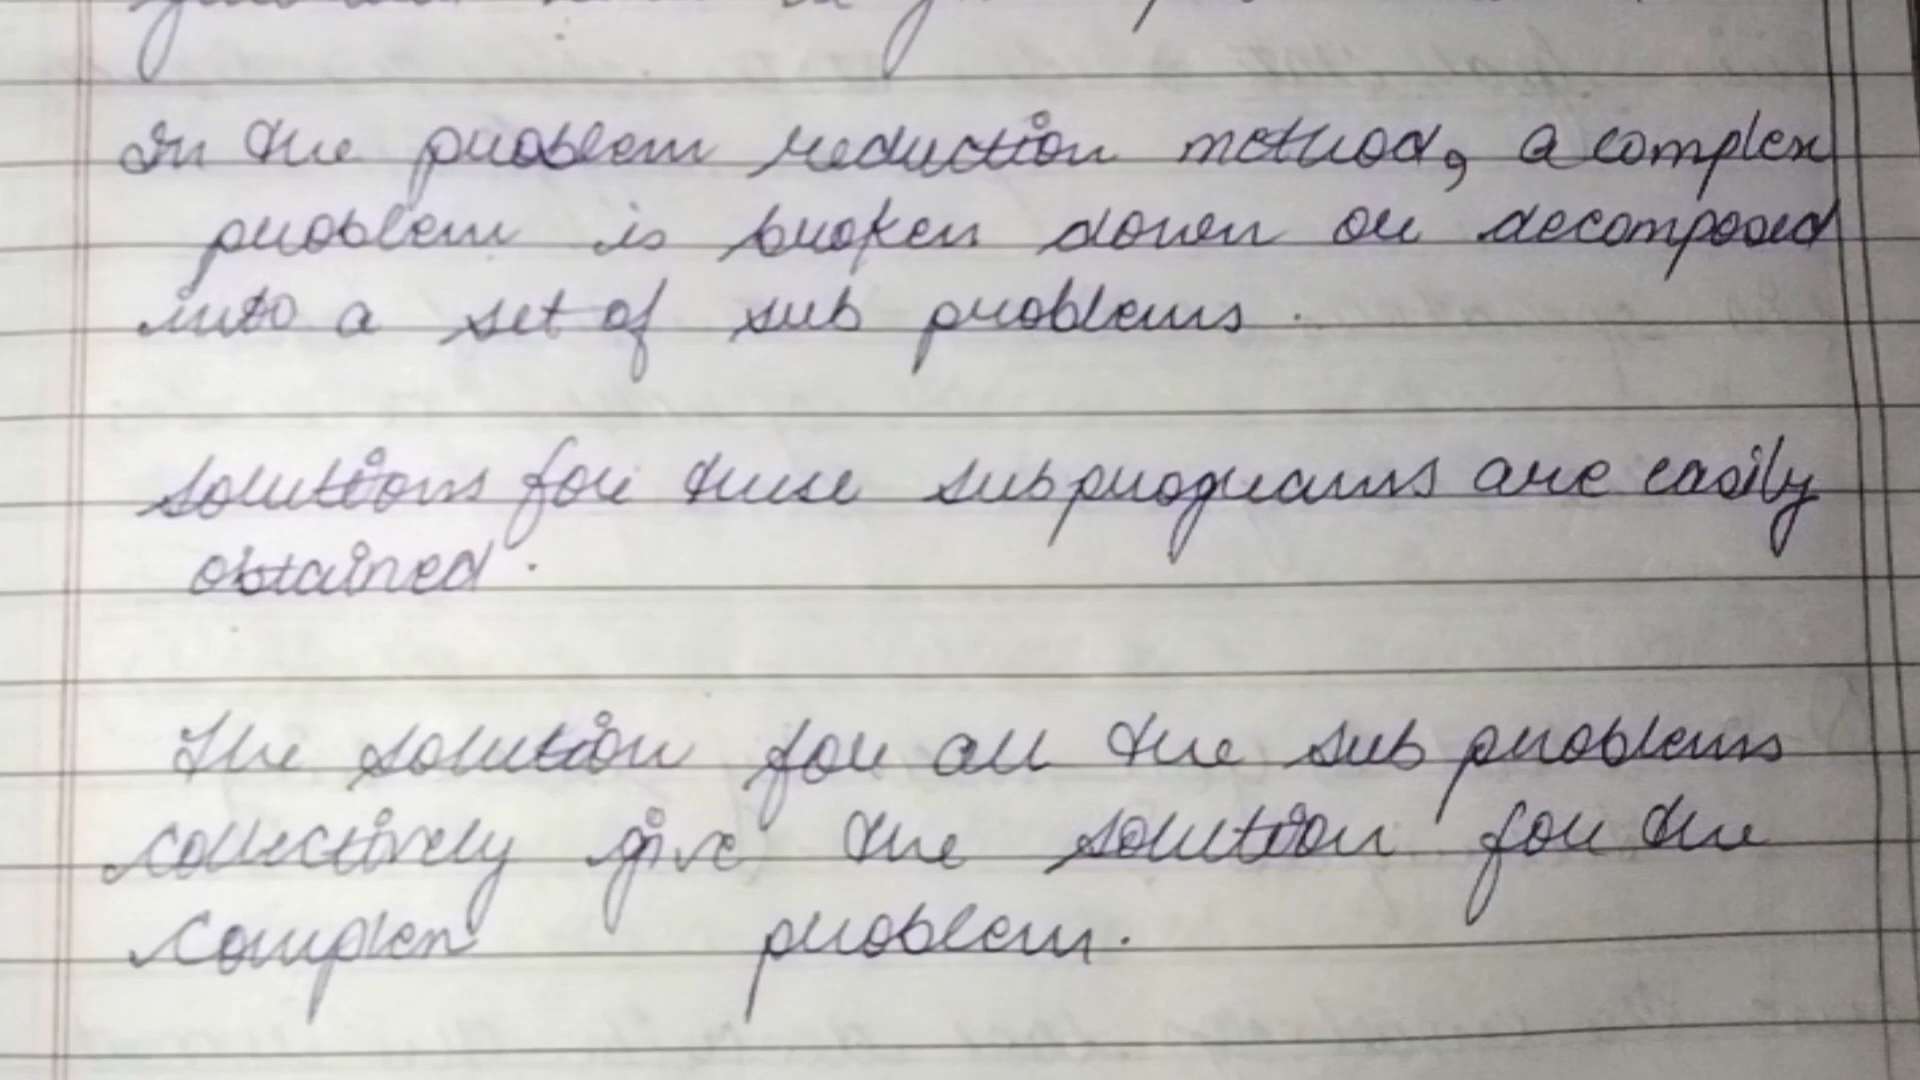 In the problem reduction method, a complex
problem is broken down or decomposed
into a set of sub problems.
solutions for these subprograms are easily
obtained.
The solution for all the sub problems
collectively give the solution for the
complex problem.